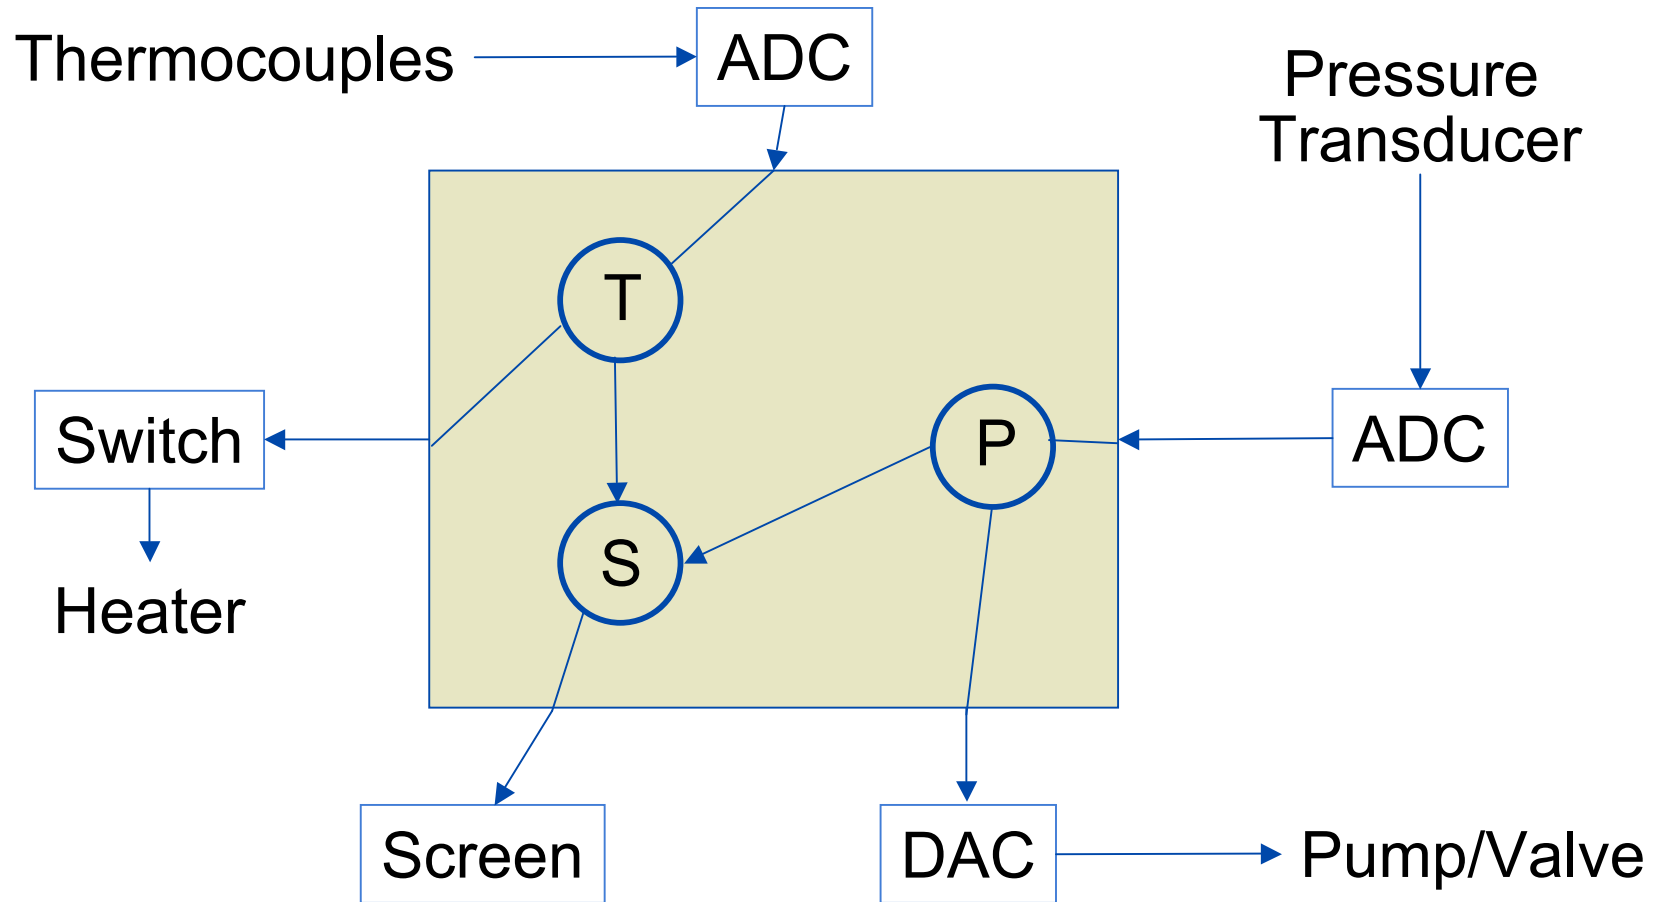 Thermocouples
ADC
Pressure
Transducer
T
Switch
P
ADC
S
Heater
Screen
DAC
Pump/Valve